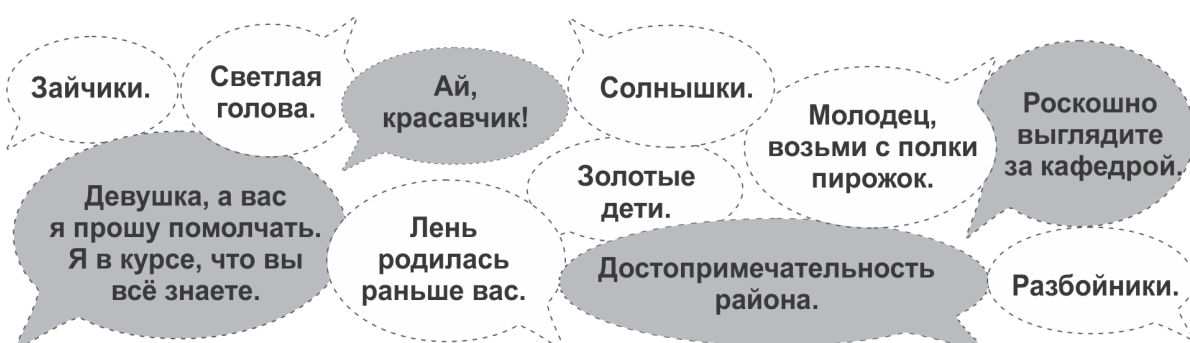 Зайчики.
Светлая
голова.
Ай,
красавчик!
Солнышки.
Молодец,
возьми с полки
пирожок.
Роскошно
выглядите
за кафедрой.
Девушка, а вас
я прошу помолчать.
Я в курсе, что вы
всё знаете.
Лень
родилась
раньше вас.
Золотые
дети.
Достопримечательность
района.
Разбойники.